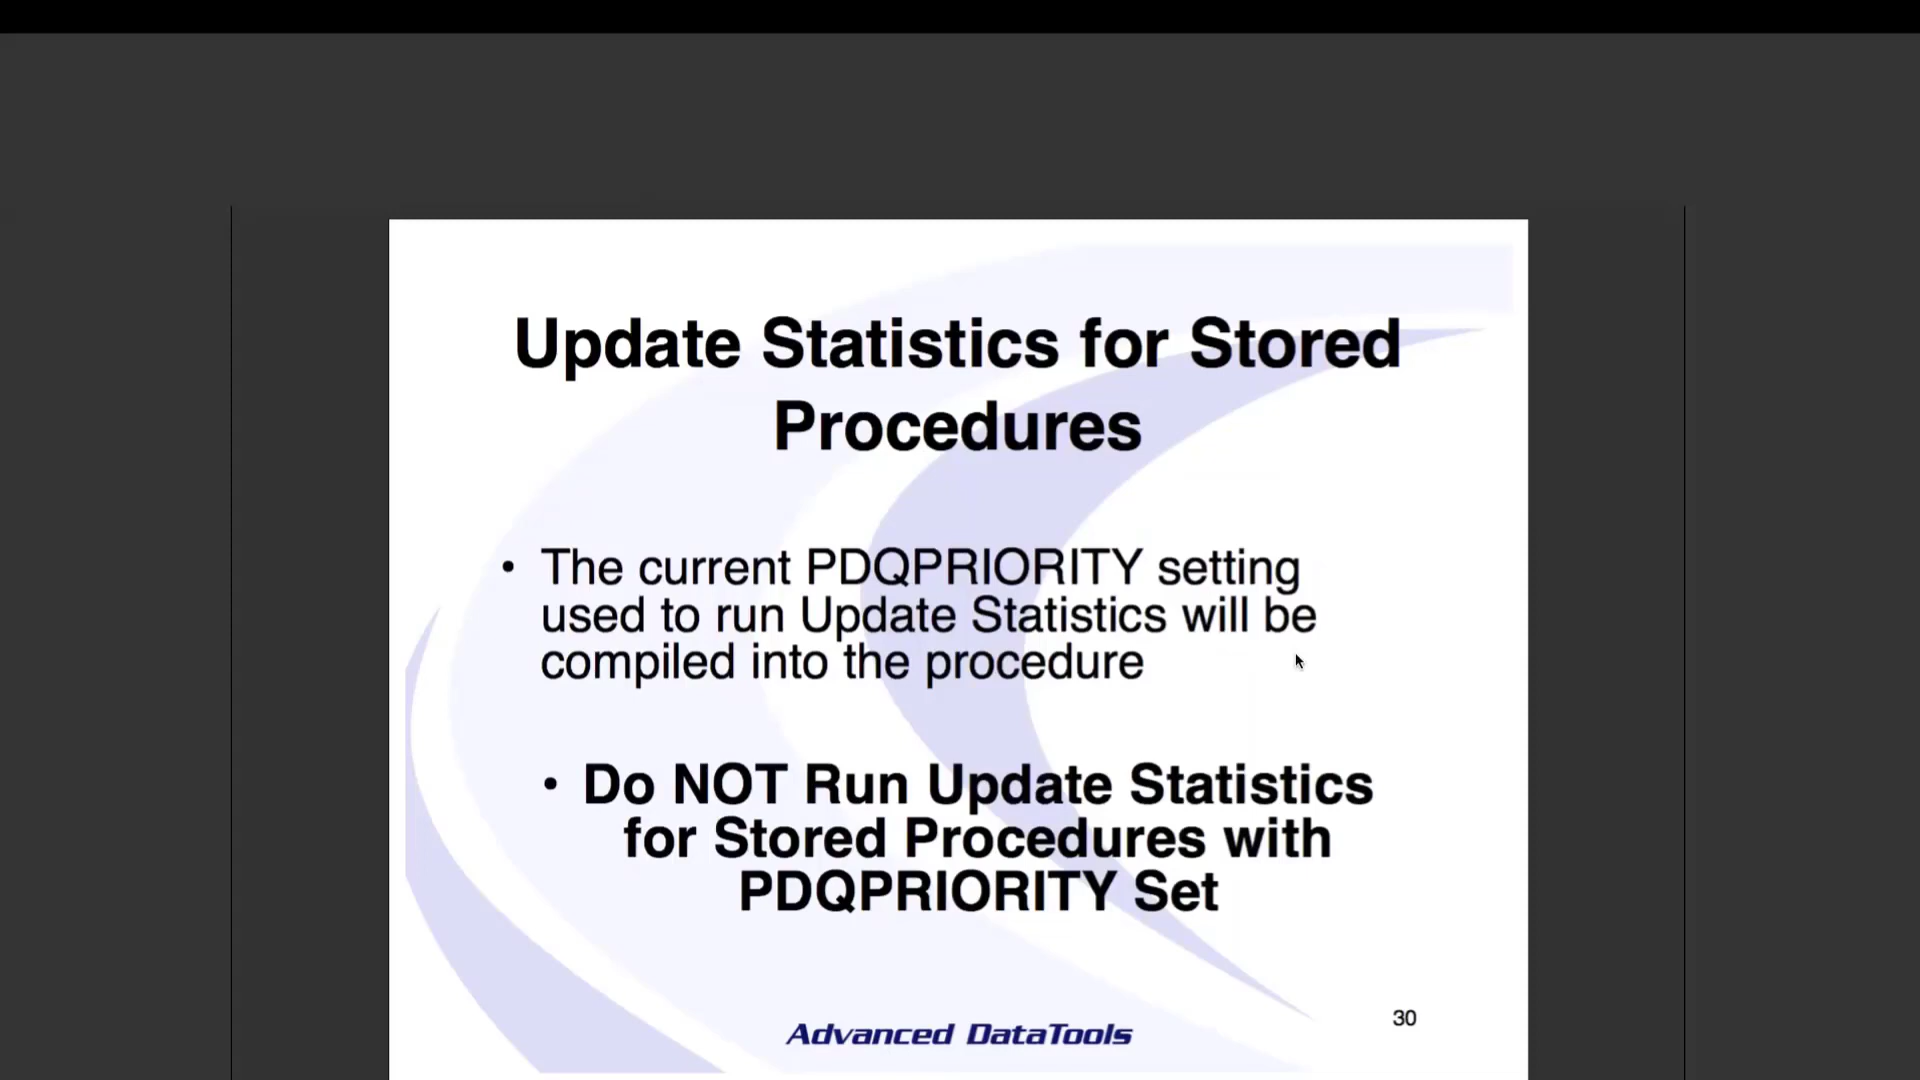 Update Statistics for Stored
Procedures
• The current PDQPRIORITY setting
used to run Update Statistics will be
compiled into the procedure
• Do NOT Run Update Statistics
for Stored Procedures with
PDQPRIORITY Set
Advanced DataTools
30